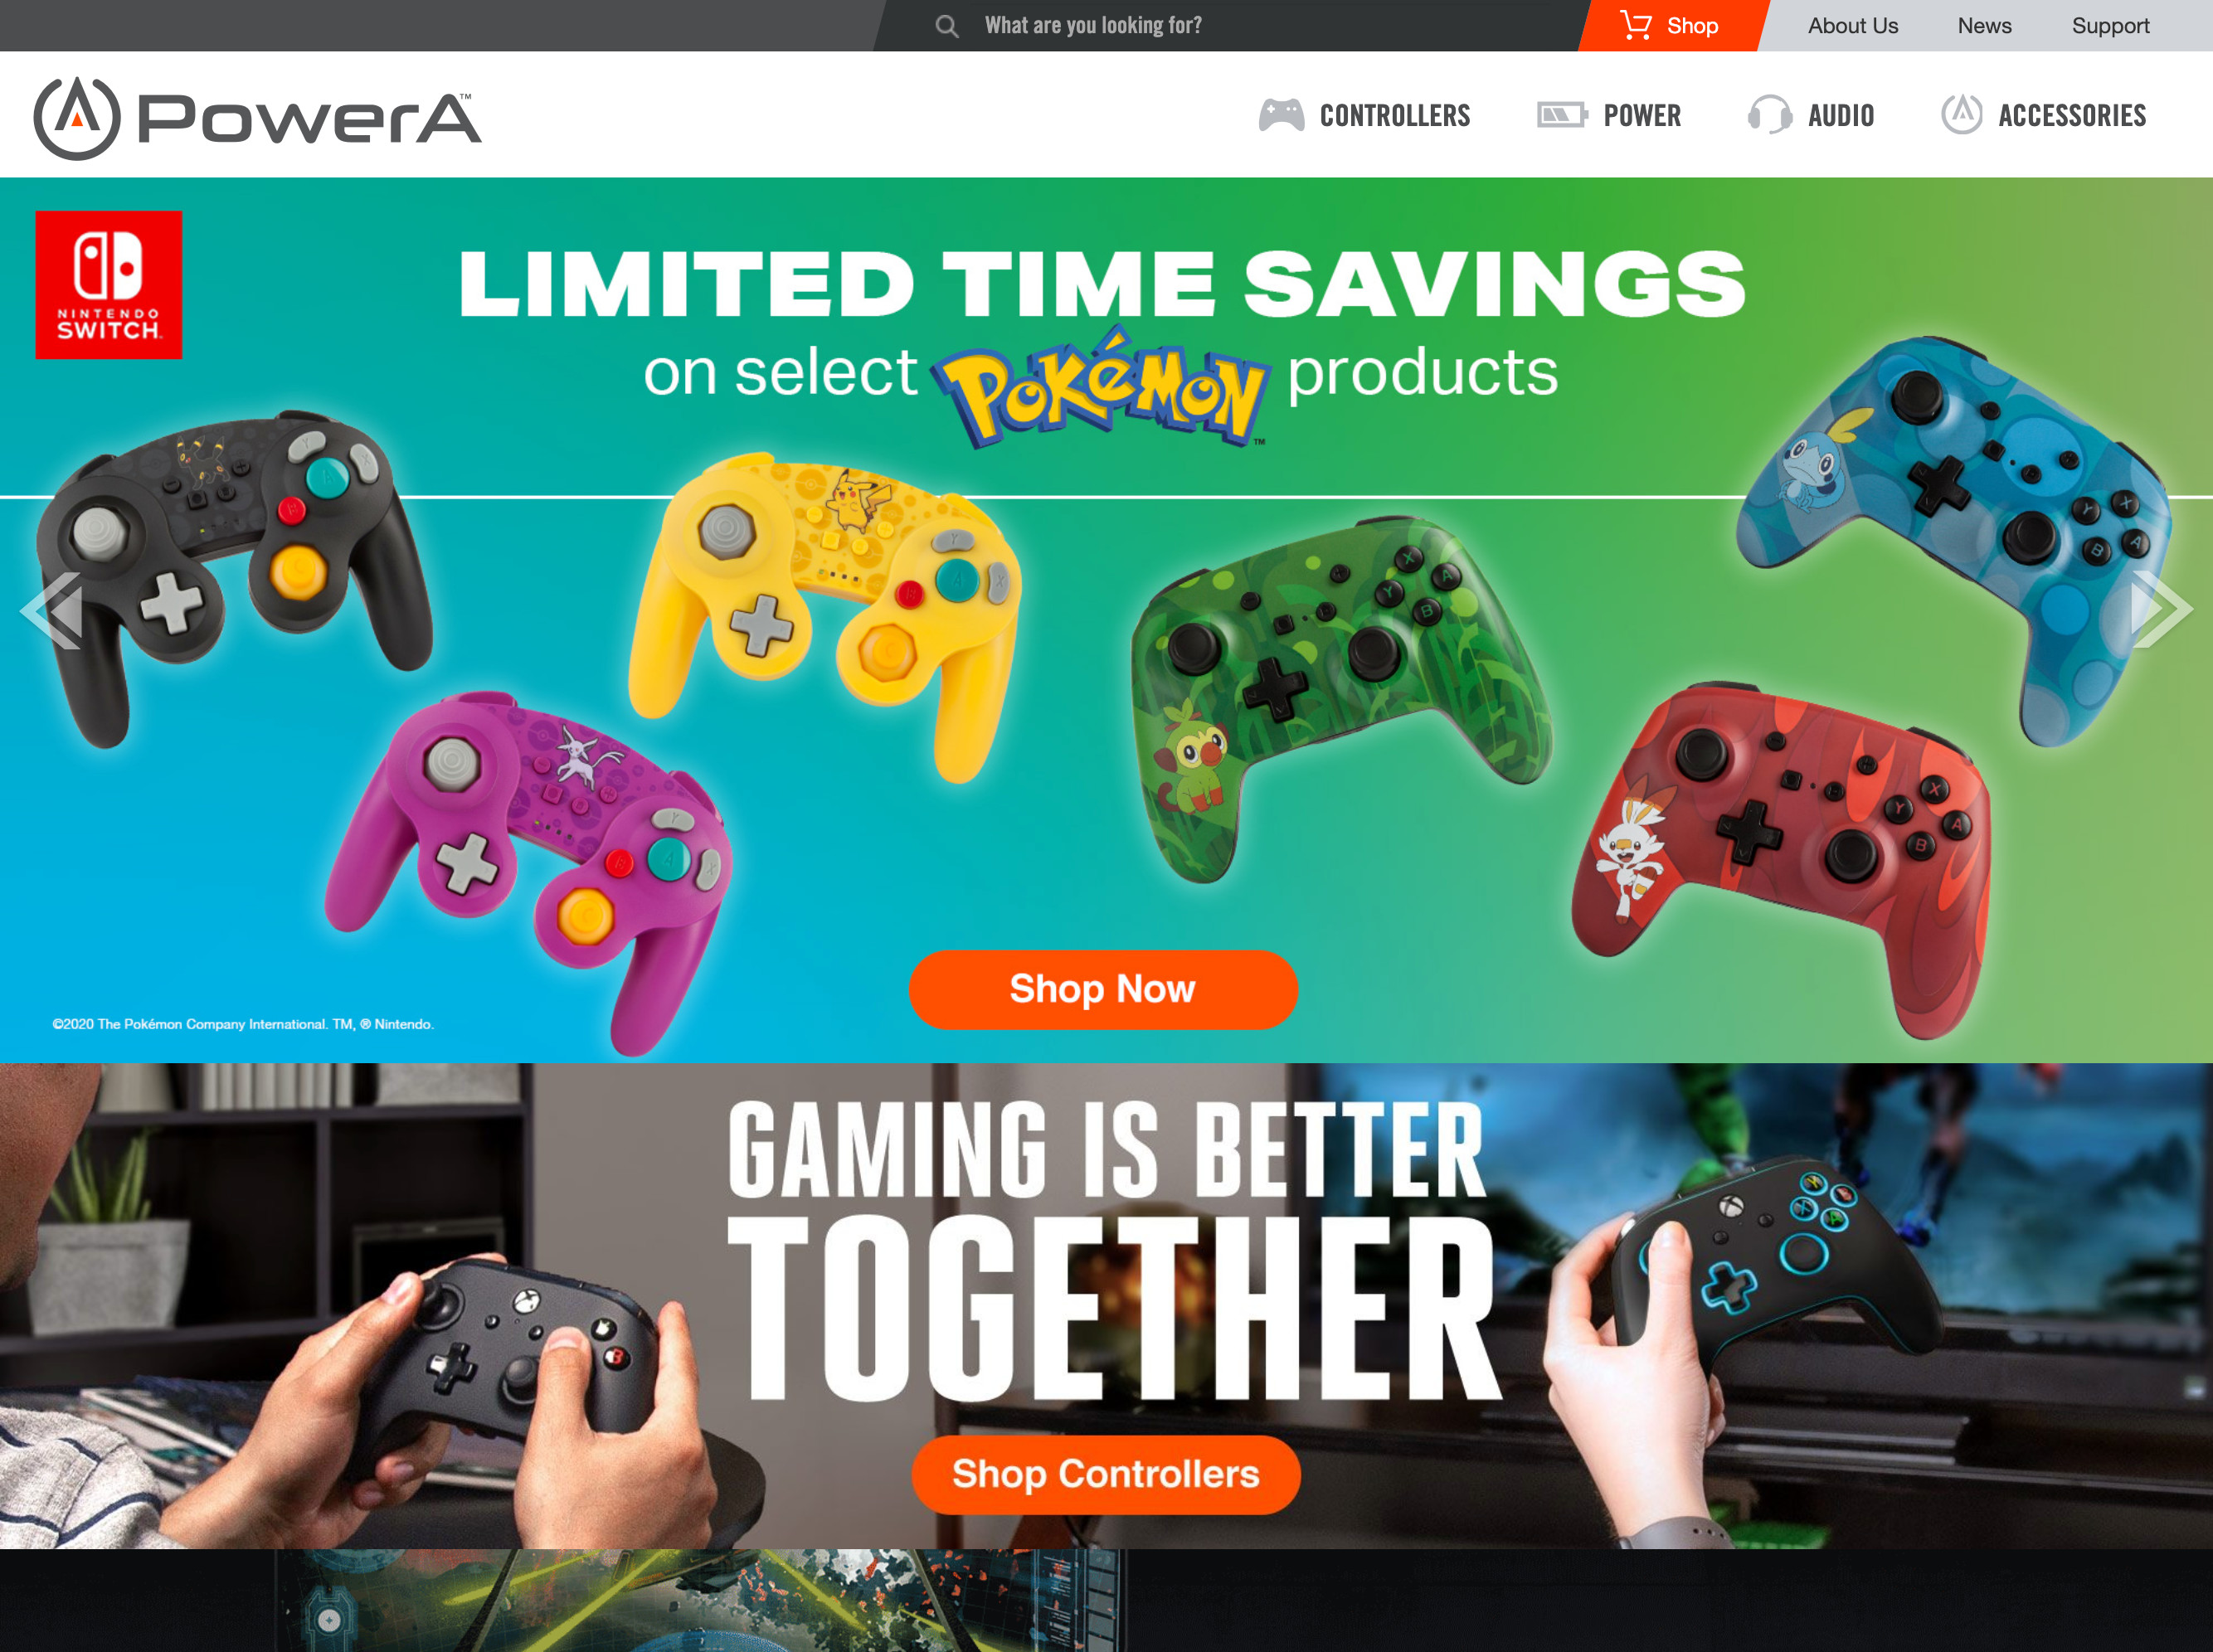 What are you looking for?
Shop
About Us
News
Support
PowerA™
CONTROLLERS
POWER
AUDIO
ACCESSORIES
NINTENDO
SWITCH
LIMITED TIME SAVINGS
on select Pokémon™ products
Y
X
A
B
C
Y
X
A
B
C
Y
X
A
B
C
X
A
Y
B
X
Y
A
B
X
Y
A
B
Shop Now
©2020 The Pokémon Company International. TM, ® Nintendo.
GAMING IS BETTER
TOGETHER
B
Y
B
X
A
Shop Controllers